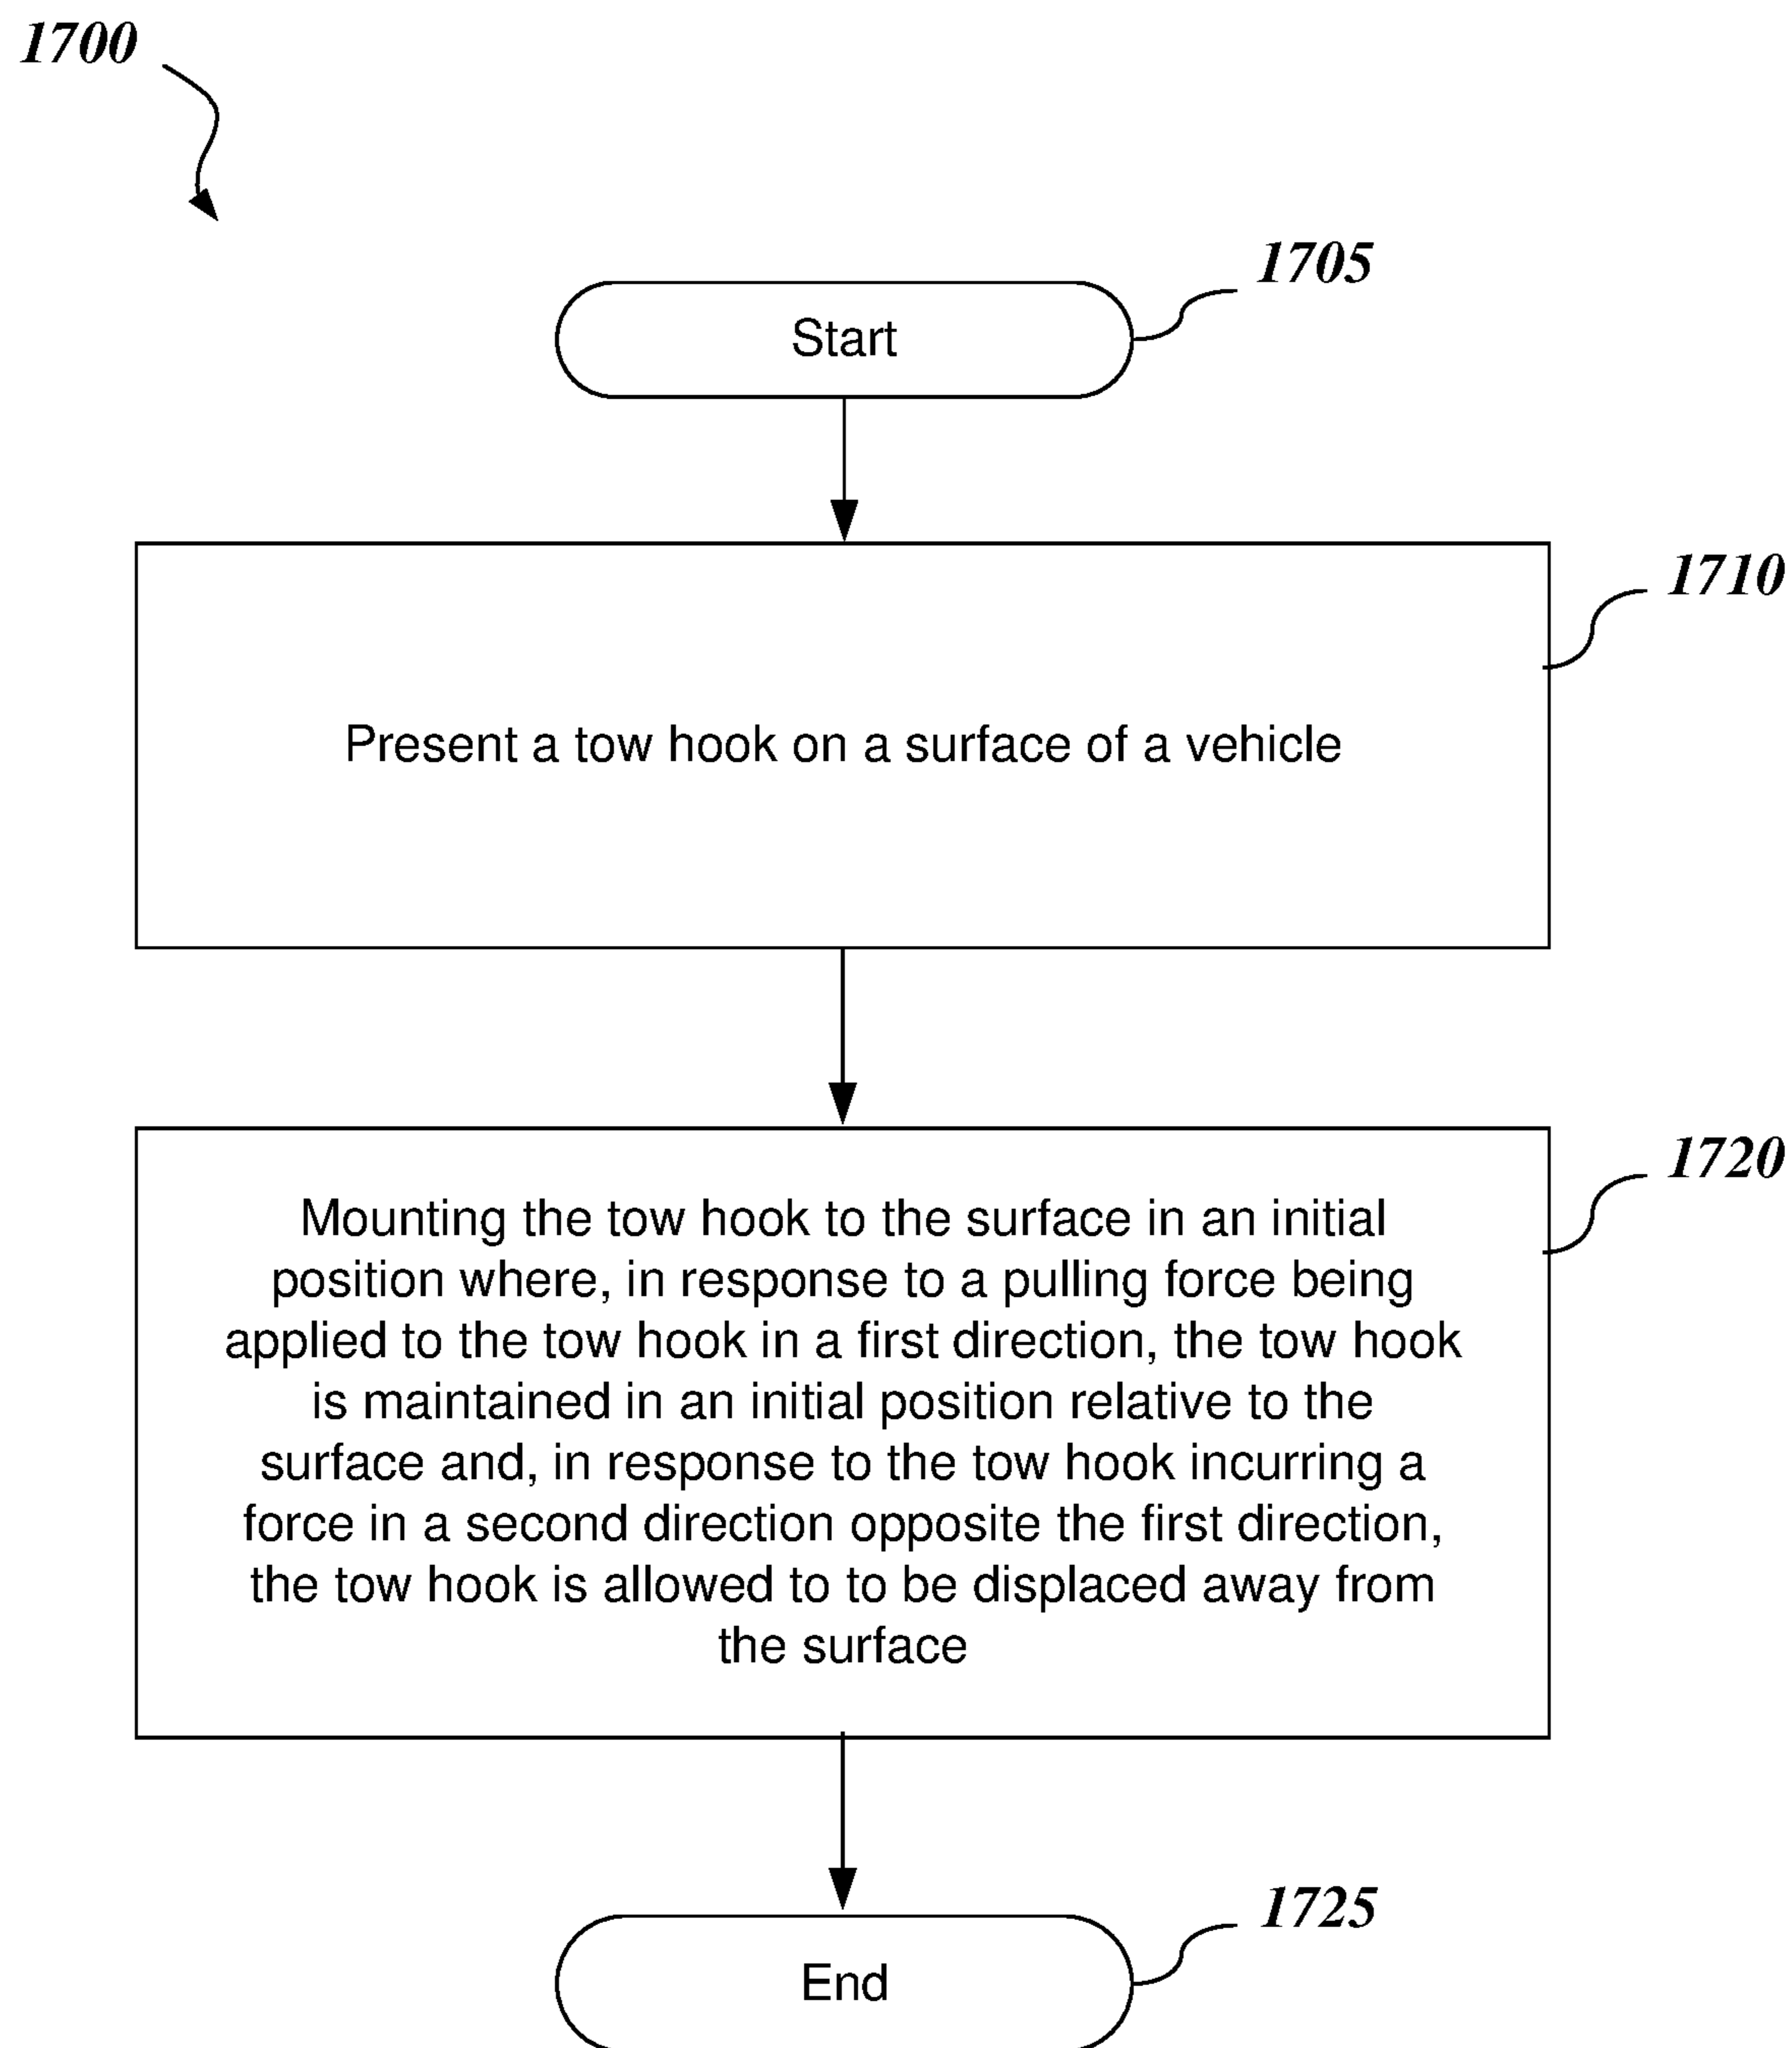 1700
1705
Start
1710
Present a tow hook on a surface of a vehicle
1720
Mounting the tow hook to the surface in an initial
position where, in response to a pulling force being
applied to the tow hook in a first direction, the tow hook
is maintained in an initial position relative to the
surface and, in response to the tow hook incurring a
force in a second direction opposite the first direction,
the tow hook is allowed to to be displaced away from
the surface
1725
End